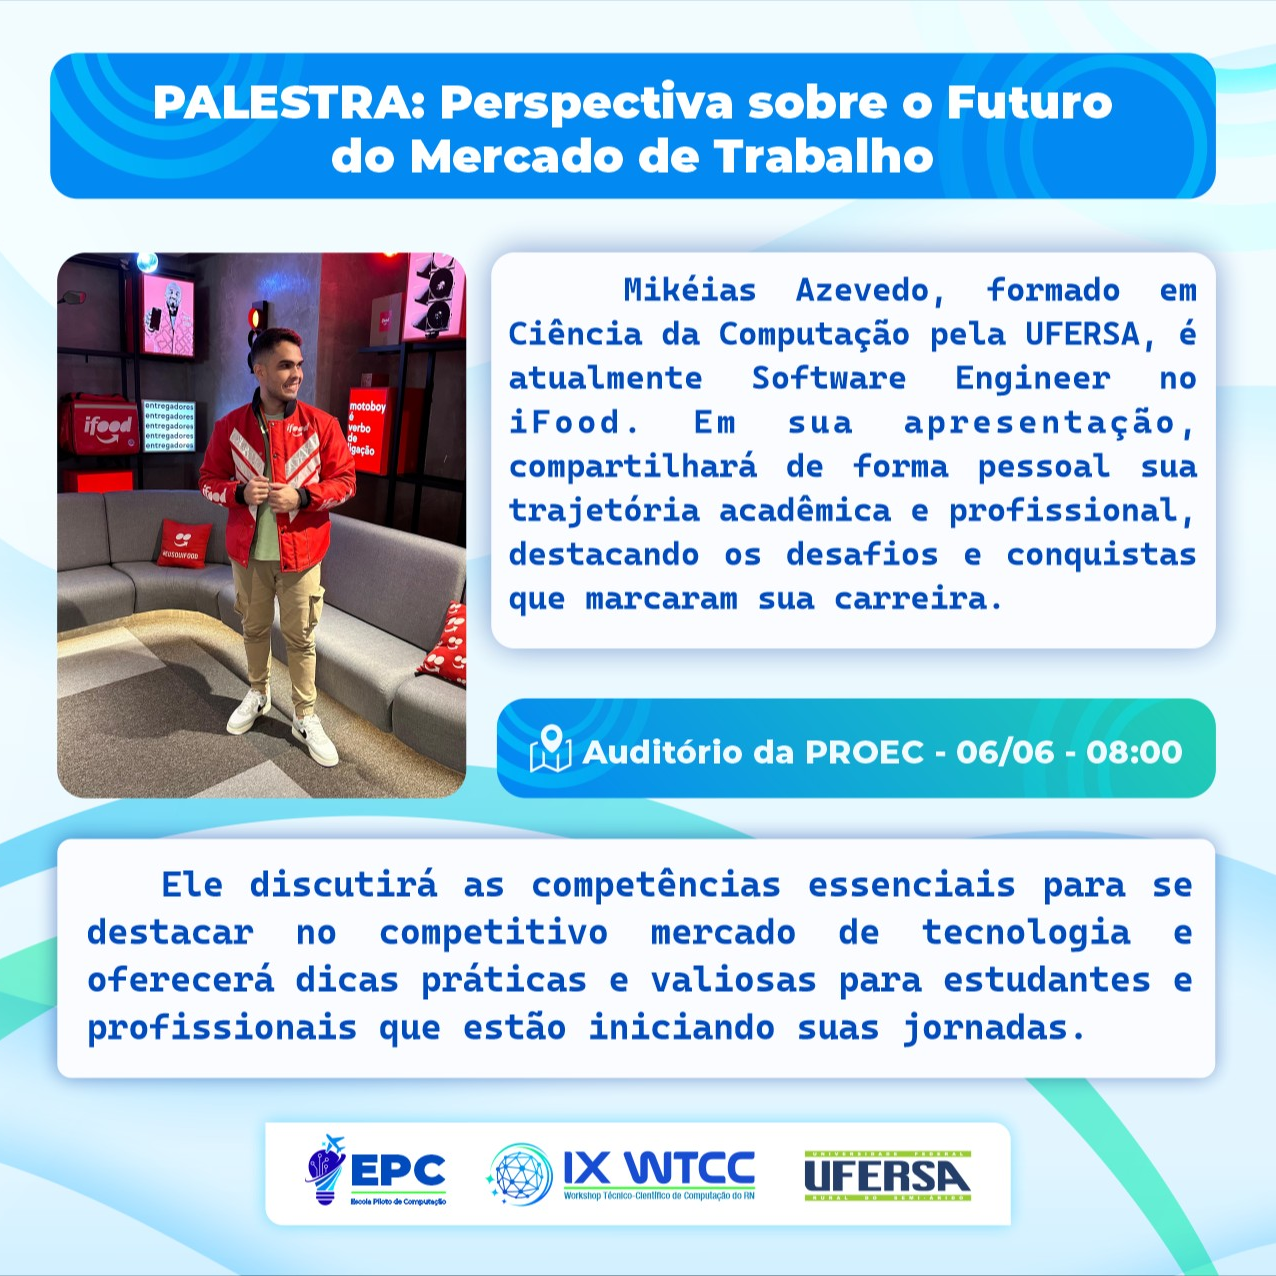 PALESTRA: Perspectiva sobre o Futuro
do Mercado de Trabalho
ifood
entregadores
entregadores
entregadores
entregadores
entregadores
motoboy
é
verbo
de
ligação
ifood
ifood
Mikéias Azevedo, formado em
Ciência da Computação pela UFERSA, é
atualmente Software Engineer no
iFood. Em sua apresentação,
compartilhará de forma pessoal sua
trajetória acadêmica e profissional,
destacando os desafios e conquistas
que marcaram sua carreira.
Auditório da PROEC - 06/06 - 08:00
Ele discutirá as competências essenciais para se
destacar no competitivo mercado de tecnologia e
oferecerá dicas práticas e valiosas para estudantes e
profissionais que estão iniciando suas jornadas.
EPC
Escola Piloto de Computação
IX WTCC
Workshop Técnico-Científico de Computação do RN
UNIVERSIDADE FEDERAL
UFERSA
RURAL DO SEMI-ÁRIDO